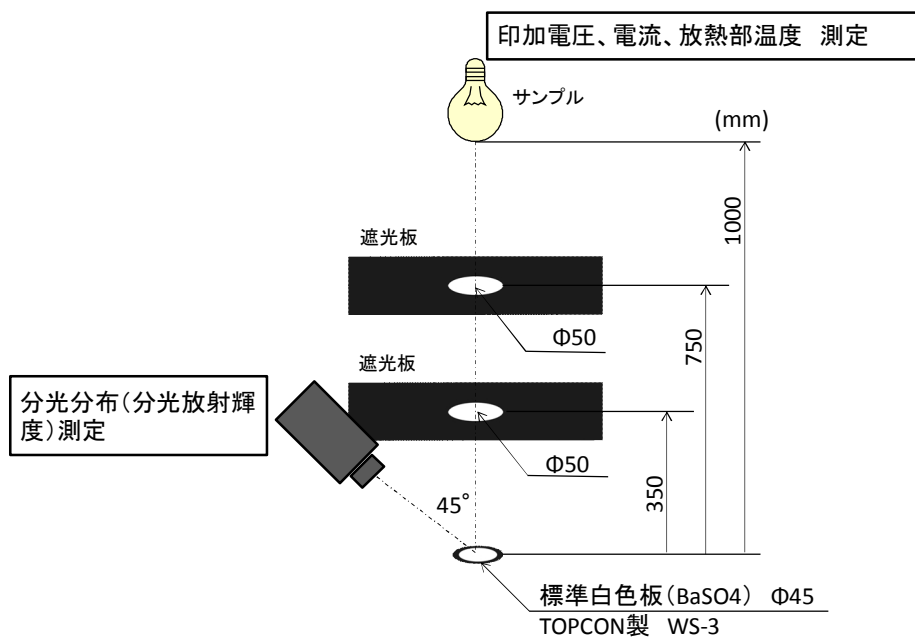 印加電圧、電流、放熱部温度　測定
サンプル
(mm)
1000
遮光板
Φ50
750
遮光板
分光分布(分光放射輝
度)測定
Φ50
350
45°
標準白色板(BaSO4)　Φ45
TOPCON製　WS-3